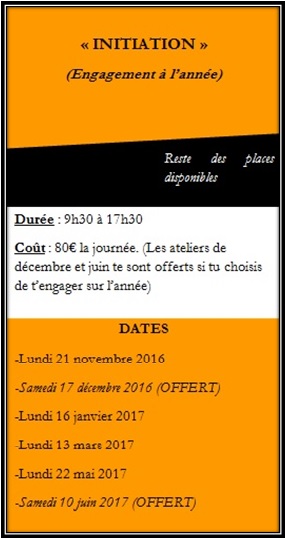 « INITIATION »
(Engagement à l'année)
Reste des places
disponibles
Durée : 9h30 à 17h30
Coût : 80€ la journée. (Les ateliers de
décembre et juin te sont offerts si tu choisis
de t'engager sur l'année)
DATES
-Lundi 21 novembre 2016
-Samedi 17 décembre 2016 (OFFERT)
-Lundi 16 janvier 2017
-Lundi 13 mars 2017
-Lundi 22 mai 2017
-Samedi 10 juin 2017 (OFFERT)